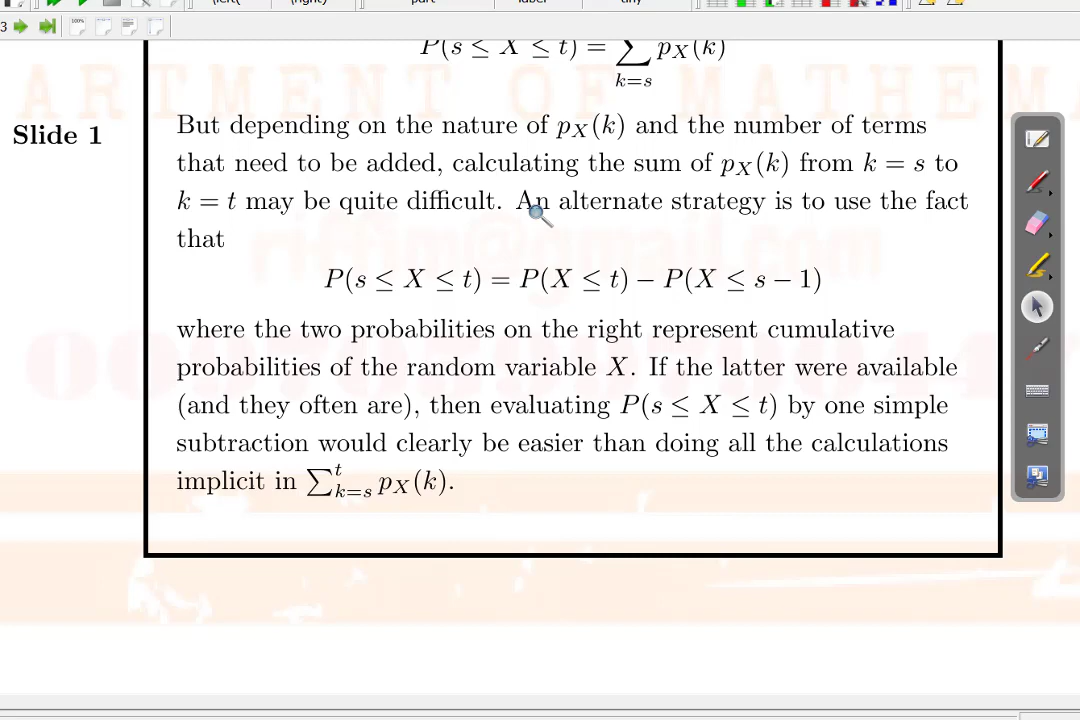 3
100%
P(s ≤ X ≤ t) = ∑ p_X(k)
k=s
Slide 1
But depending on the nature of p_X(k) and the number of terms
that need to be added, calculating the sum of p_X(k) from k = s to
k = t may be quite difficult. An alternate strategy is to use the fact
that
P(s ≤ X ≤ t) = P(X ≤ t) − P(X ≤ s − 1)
where the two probabilities on the right represent cumulative
probabilities of the random variable X. If the latter were available
(and they often are), then evaluating P(s ≤ X ≤ t) by one simple
subtraction would clearly be easier than doing all the calculations
implicit in ∑_{k=s}^{t} p_X(k).